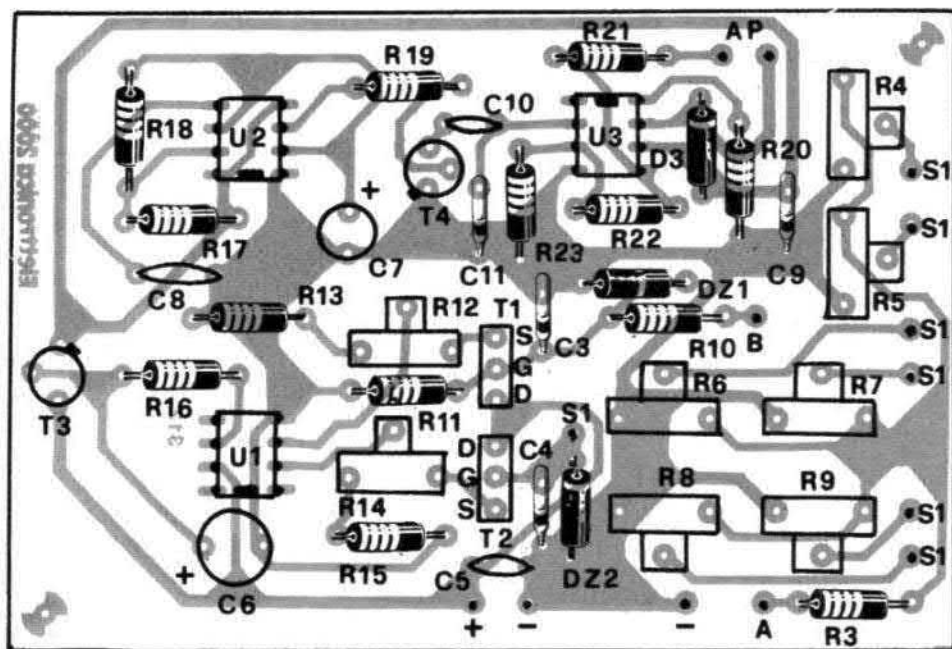 R21
AP
R19
R4
C10
R18
U2
U3
D3
R20
S1
+
T4
R17
R22
S1
R23
C7
C11
C9
C8
DZ1
R5
R13
R12
T1
S
C3
R10
B
S1
G
R6
R7
S1
T3
R16
D
R11
S1
C4
D
U1
G
R8
R9
S1
S
R14
T2
S1
R15
C5
DZ2
+
C6
+
-
-
A
R3